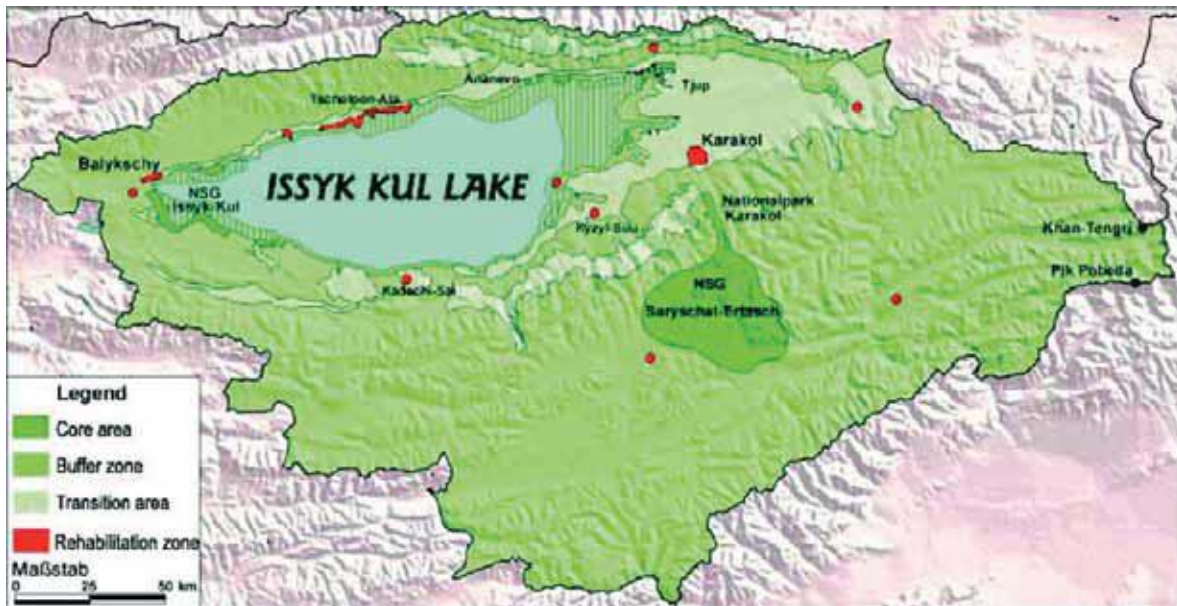 Ananevo
Tjup
Tscholpon-Ata
Karakol
Balykschy
NSG
Issyk-Kul
ISSYK KUL LAKE
Nationalpark
Karakol
Kyzyl-Suu
Khan-Tengri
Pik Pobeda
NSG
Saryschat-Ertasch
Kadschi-Sai
Legend
Core area
Buffer zone
Transition area
Rehabilitation zone
Maßstab
0 25 50 km